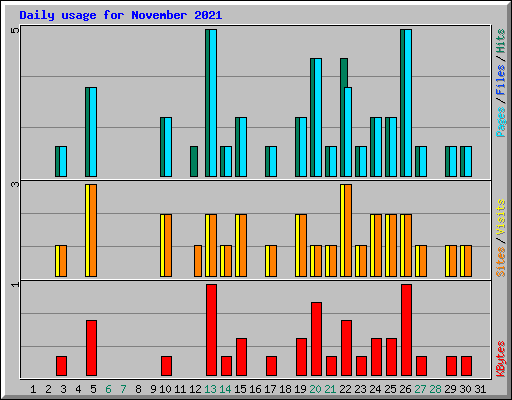 Daily usage for November 2021
5
Pages / Files / Hits
3
Sites / Visits
1
KBytes
1 2 3 4 5 6 7 8 9 10 11 12 13 14 15 16 17 18 19 20 21 22 23 24 25 26 27 28 29 30 31